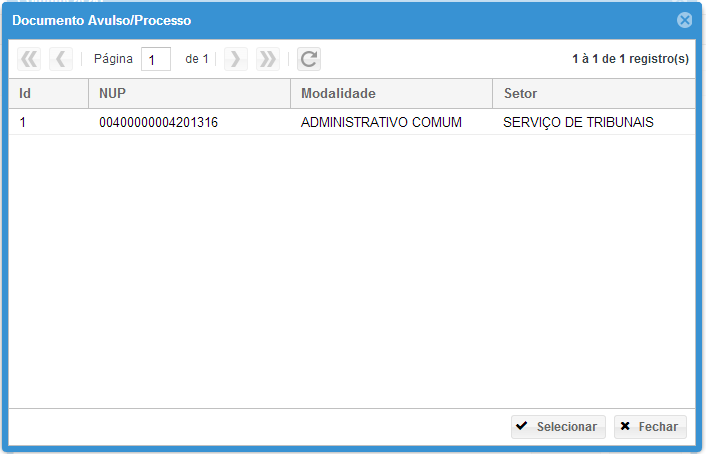 Documento Avulso/Processo
Página 1 de 1 1 à 1 de 1 registro(s)
Id NUP Modalidade Setor
1 00400000004201316 ADMINISTRATIVO COMUM SERVIÇO DE TRIBUNAIS
Selecionar Fechar